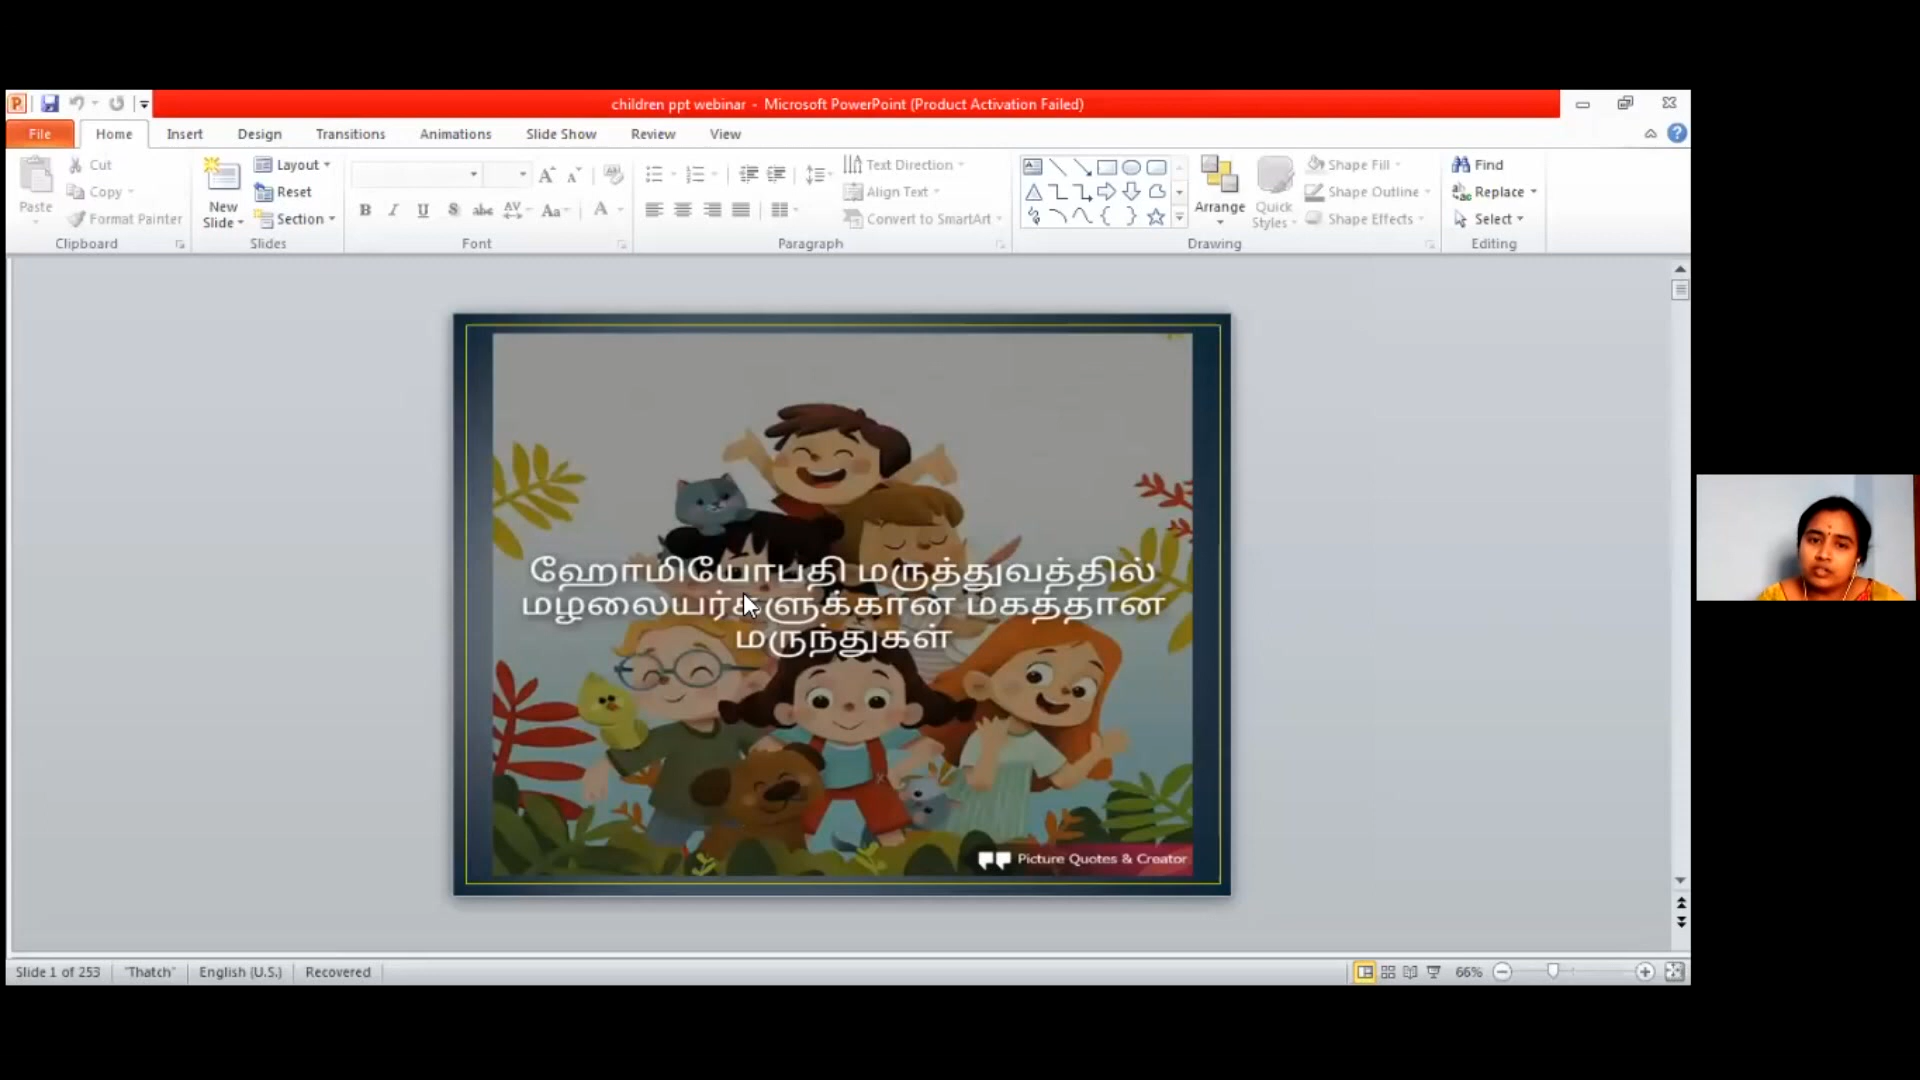 children ppt webinar - Microsoft PowerPoint (Product Activation Failed)
File Home Insert Design Transitions Animations Slide Show Review View
Cut
Copy
Format Painter
Paste
Clipboard
New Slide
Layout
Reset
Section
Slides
Font
Text Direction
Align Text
Convert to SmartArt
Paragraph
Arrange
Quick Styles
Shape Fill
Shape Outline
Shape Effects
Drawing
Find
Replace
Select
Editing
ஹோமியோபதி மருத்துவத்தில்
மழலையர்களுக்கான மகத்தான
மருந்துகள்
Picture Quotes & Creator
Slide 1 of 253 "Thatch" English (U.S.) Recovered 66%